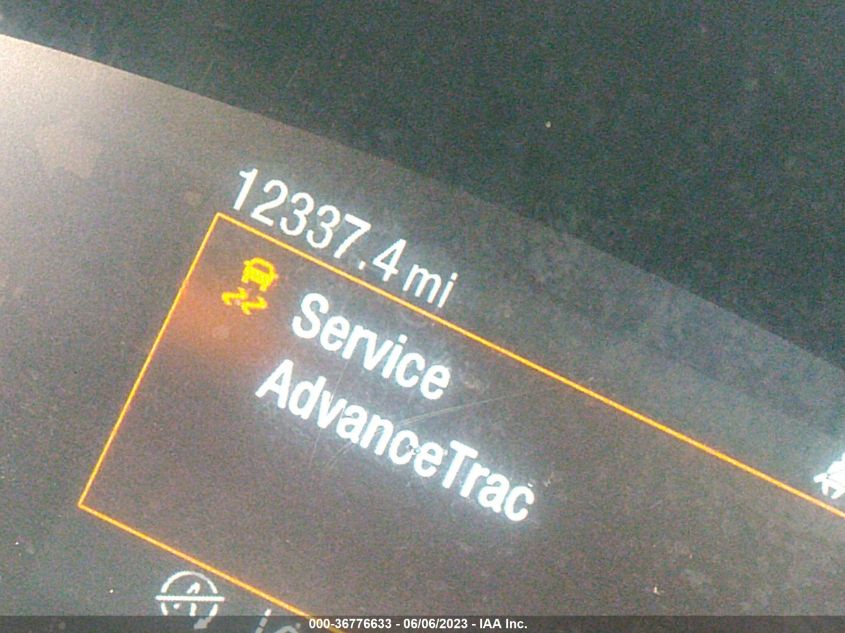 12337.4 mi
Service
AdvanceTrac
A
000-36776633 - 06/06/2023 - IAA Inc.